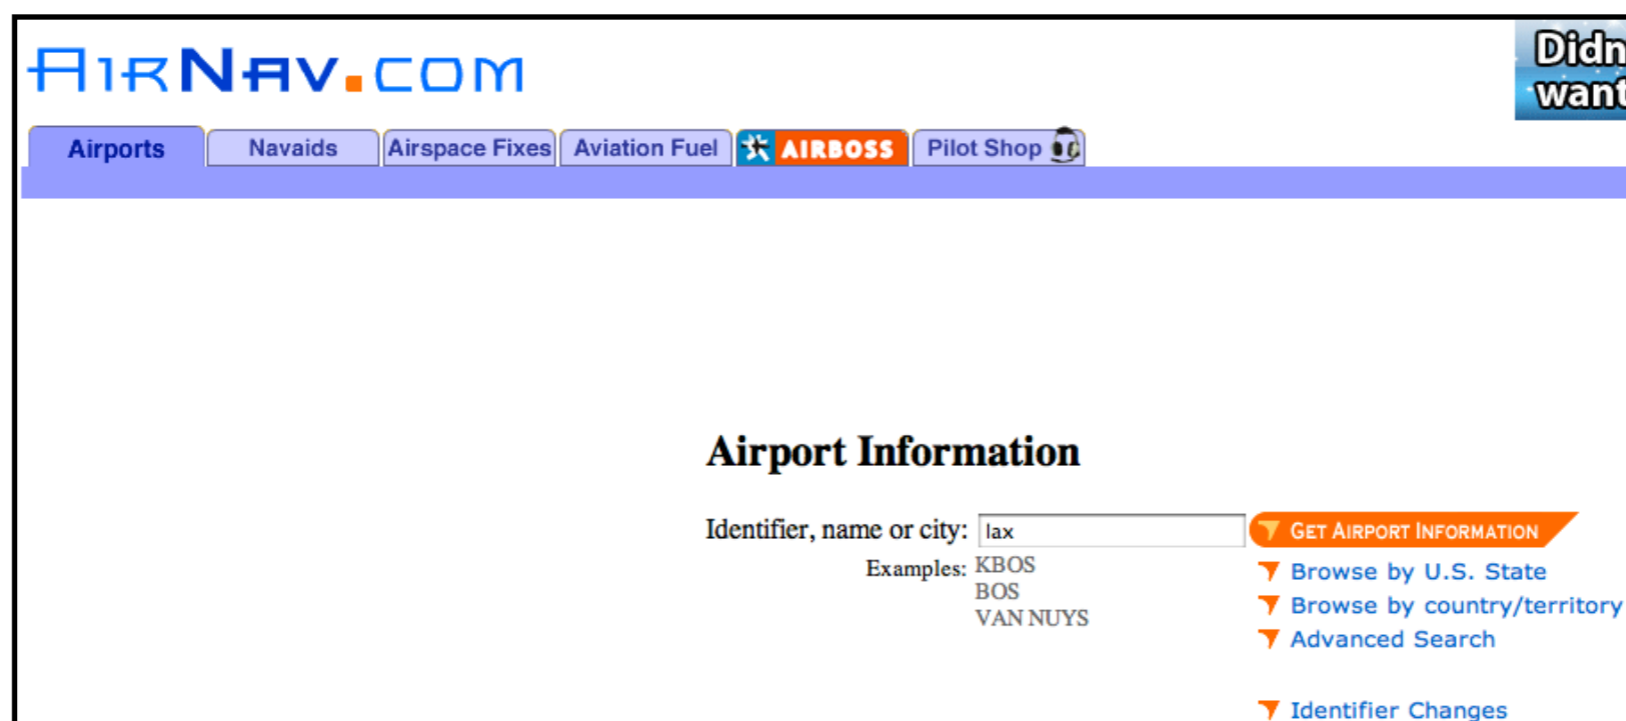 AirNav.com
Didn
want
Airports Navaids Airspace Fixes Aviation Fuel AIRBOSS Pilot Shop
Airport Information
Identifier, name or city: lax GET AIRPORT INFORMATION
Examples: KBOS
BOS
VAN NUYS
Browse by U.S. State
Browse by country/territory
Advanced Search
Identifier Changes